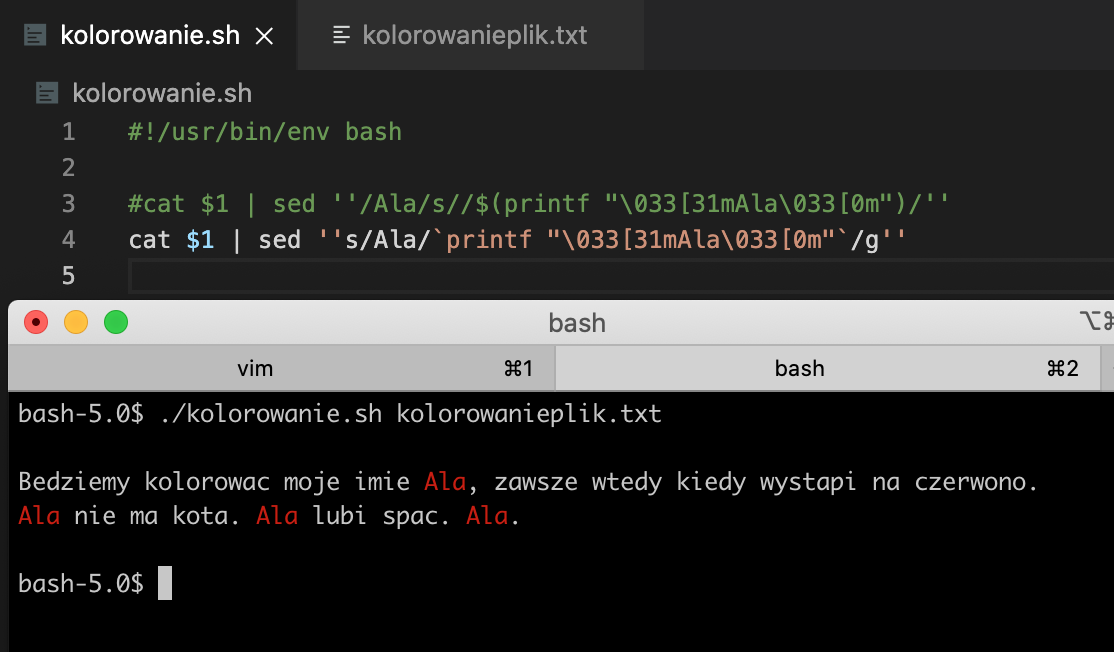 kolorowanie.sh × kolorowanieplik.txt
kolorowanie.sh
1 #!/usr/bin/env bash
2
3 #cat $1 | sed ''/Ala/s//$(printf "\033[31mAla\033[0m")/''
4 cat $1 | sed ''s/Ala/`printf "\033[31mAla\033[0m"`/g''
5
bash ⌥⌘
vim ⌘1 bash ⌘2
bash-5.0$ ./kolorowanie.sh kolorowanieplik.txt
Bedziemy kolorowac moje imie Ala, zawsze wtedy kiedy wystapi na czerwono.
Ala nie ma kota. Ala lubi spac. Ala.
bash-5.0$